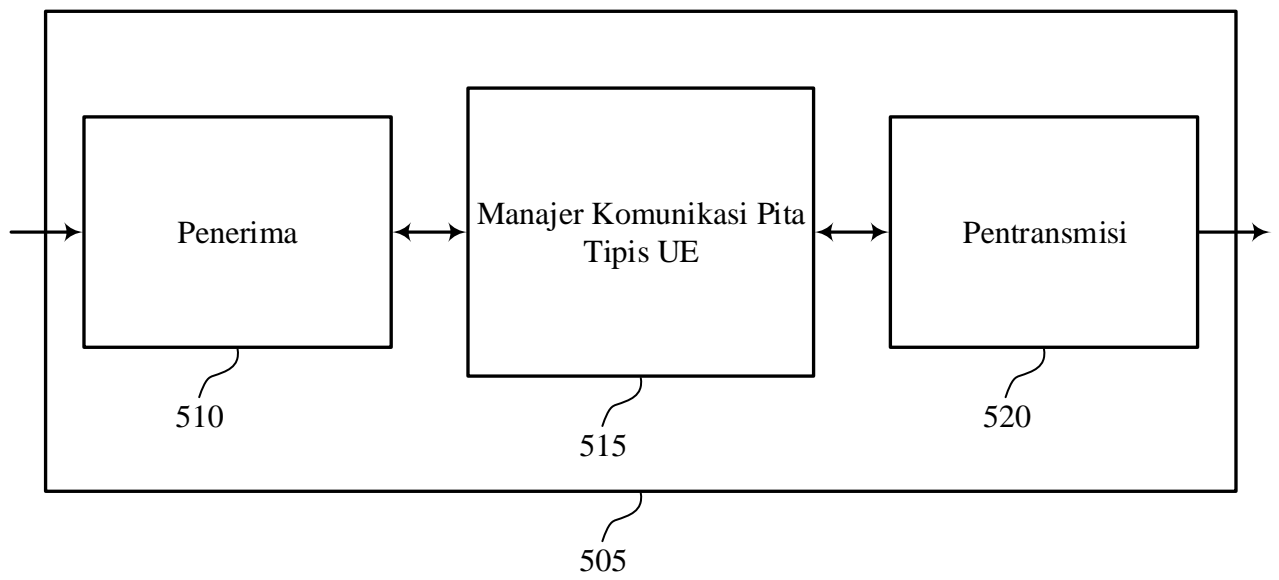 Penerima
Manajer Komunikasi Pita
Tipis UE
Pentransmisi
510
515
520
505